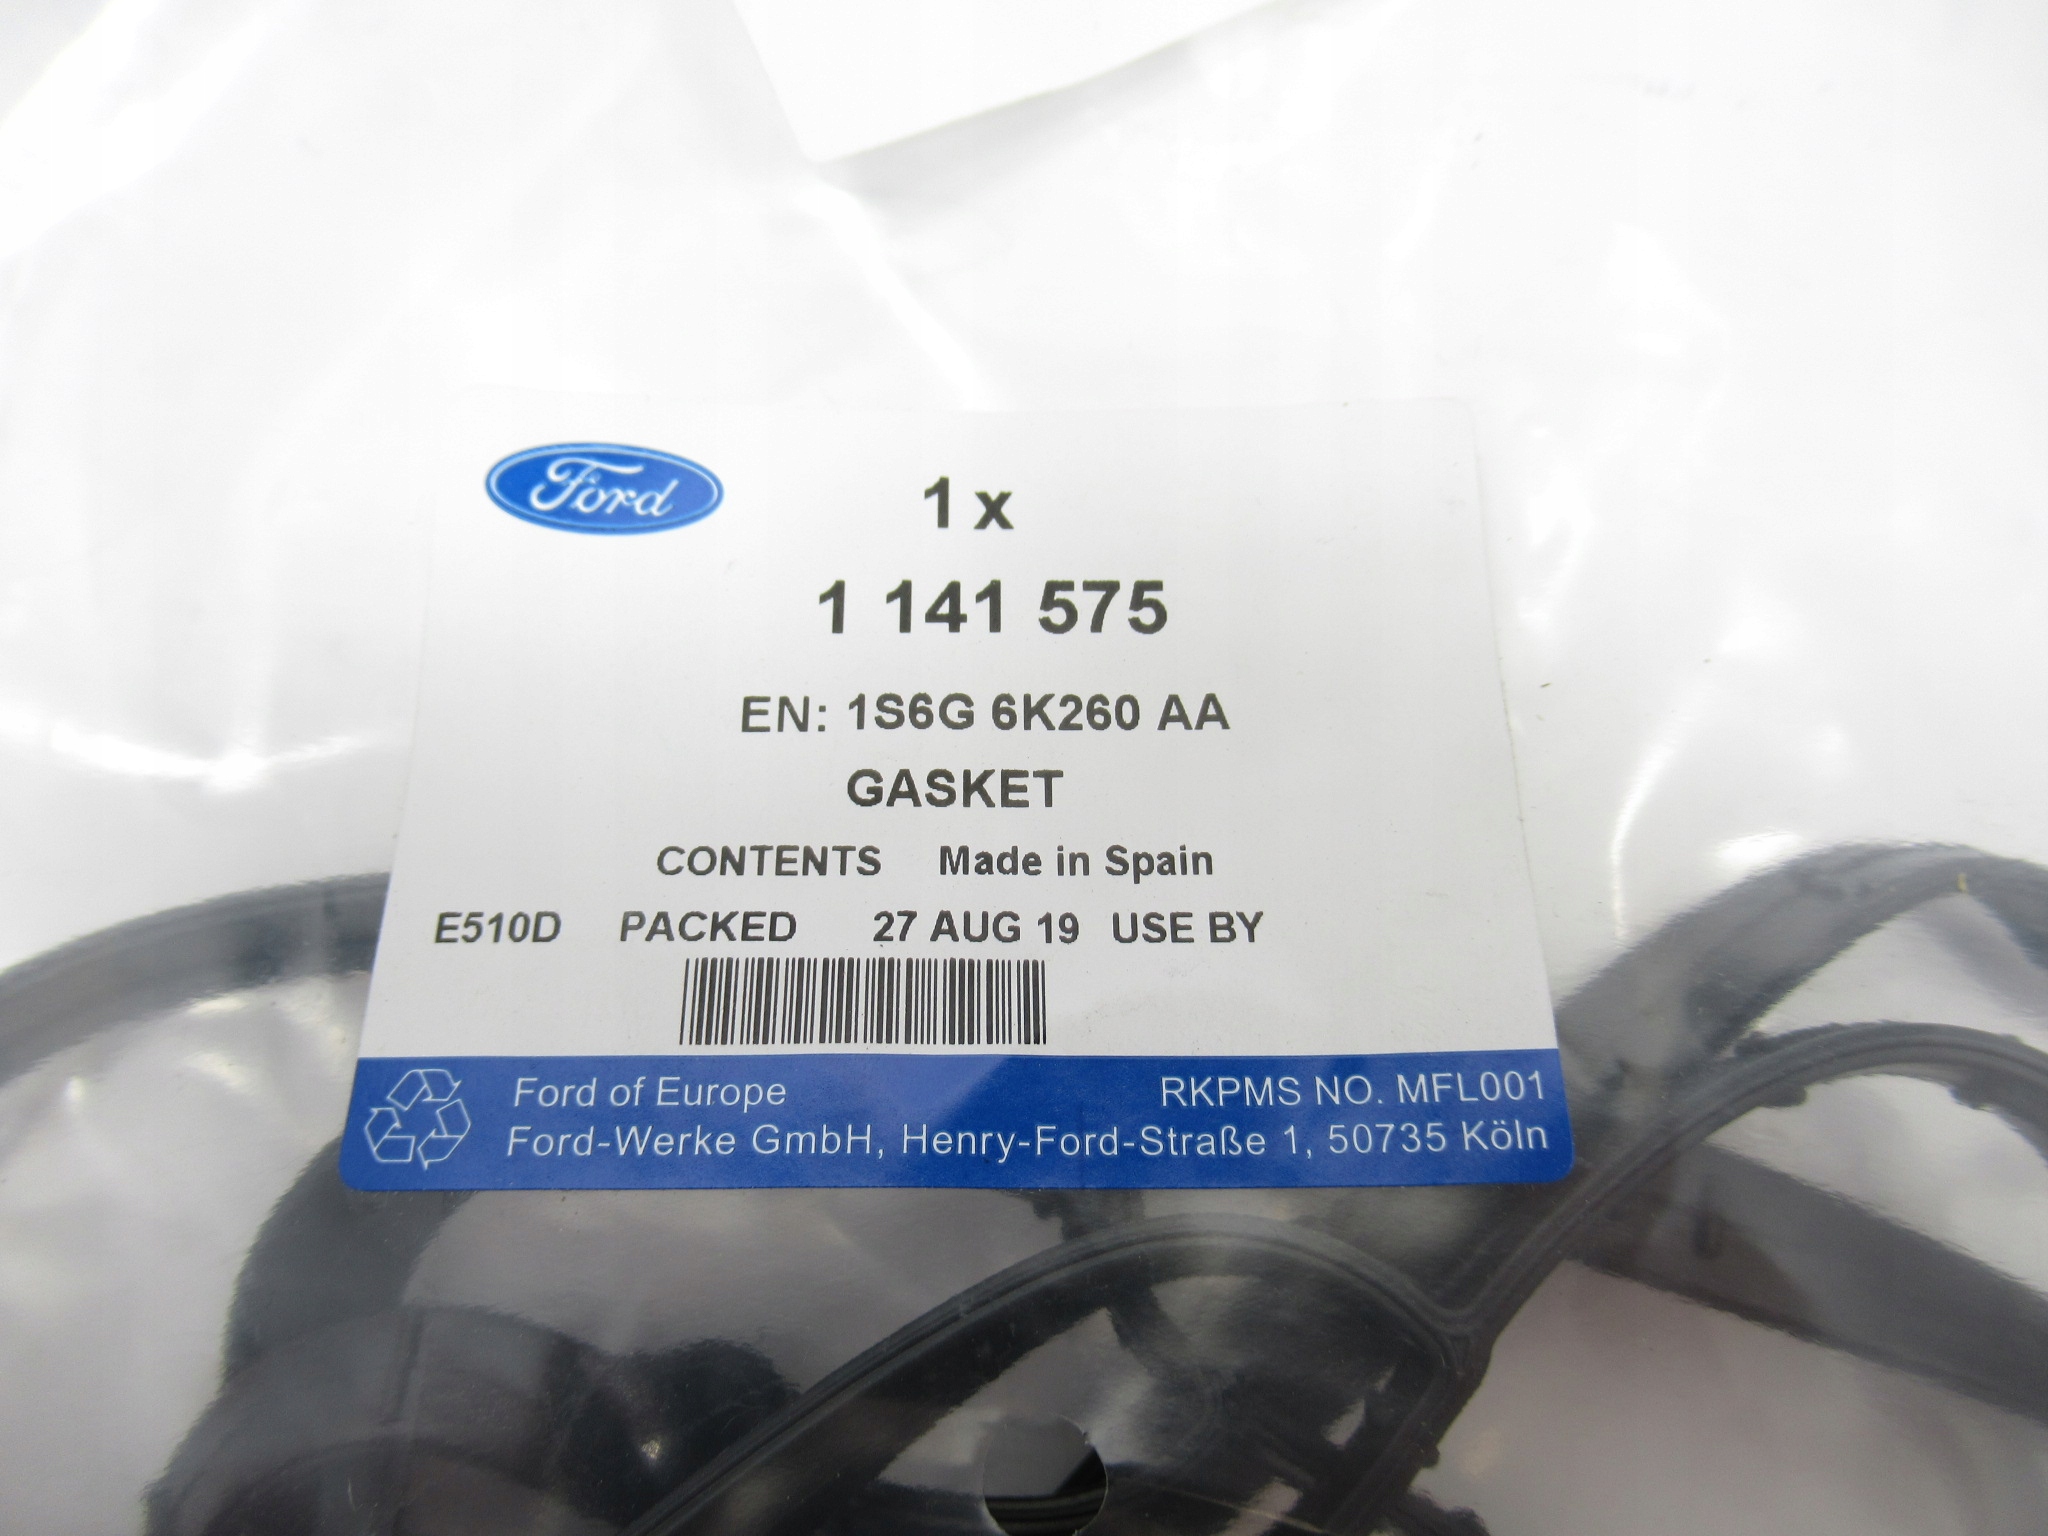 Ford
1 x
1 141 575
EN: 1S6G 6K260 AA
GASKET
CONTENTS Made in Spain
E510D PACKED 27 AUG 19 USE BY
Ford of Europe RKPMS NO. MFL001
Ford-Werke GmbH, Henry-Ford-Straße 1, 50735 Köln